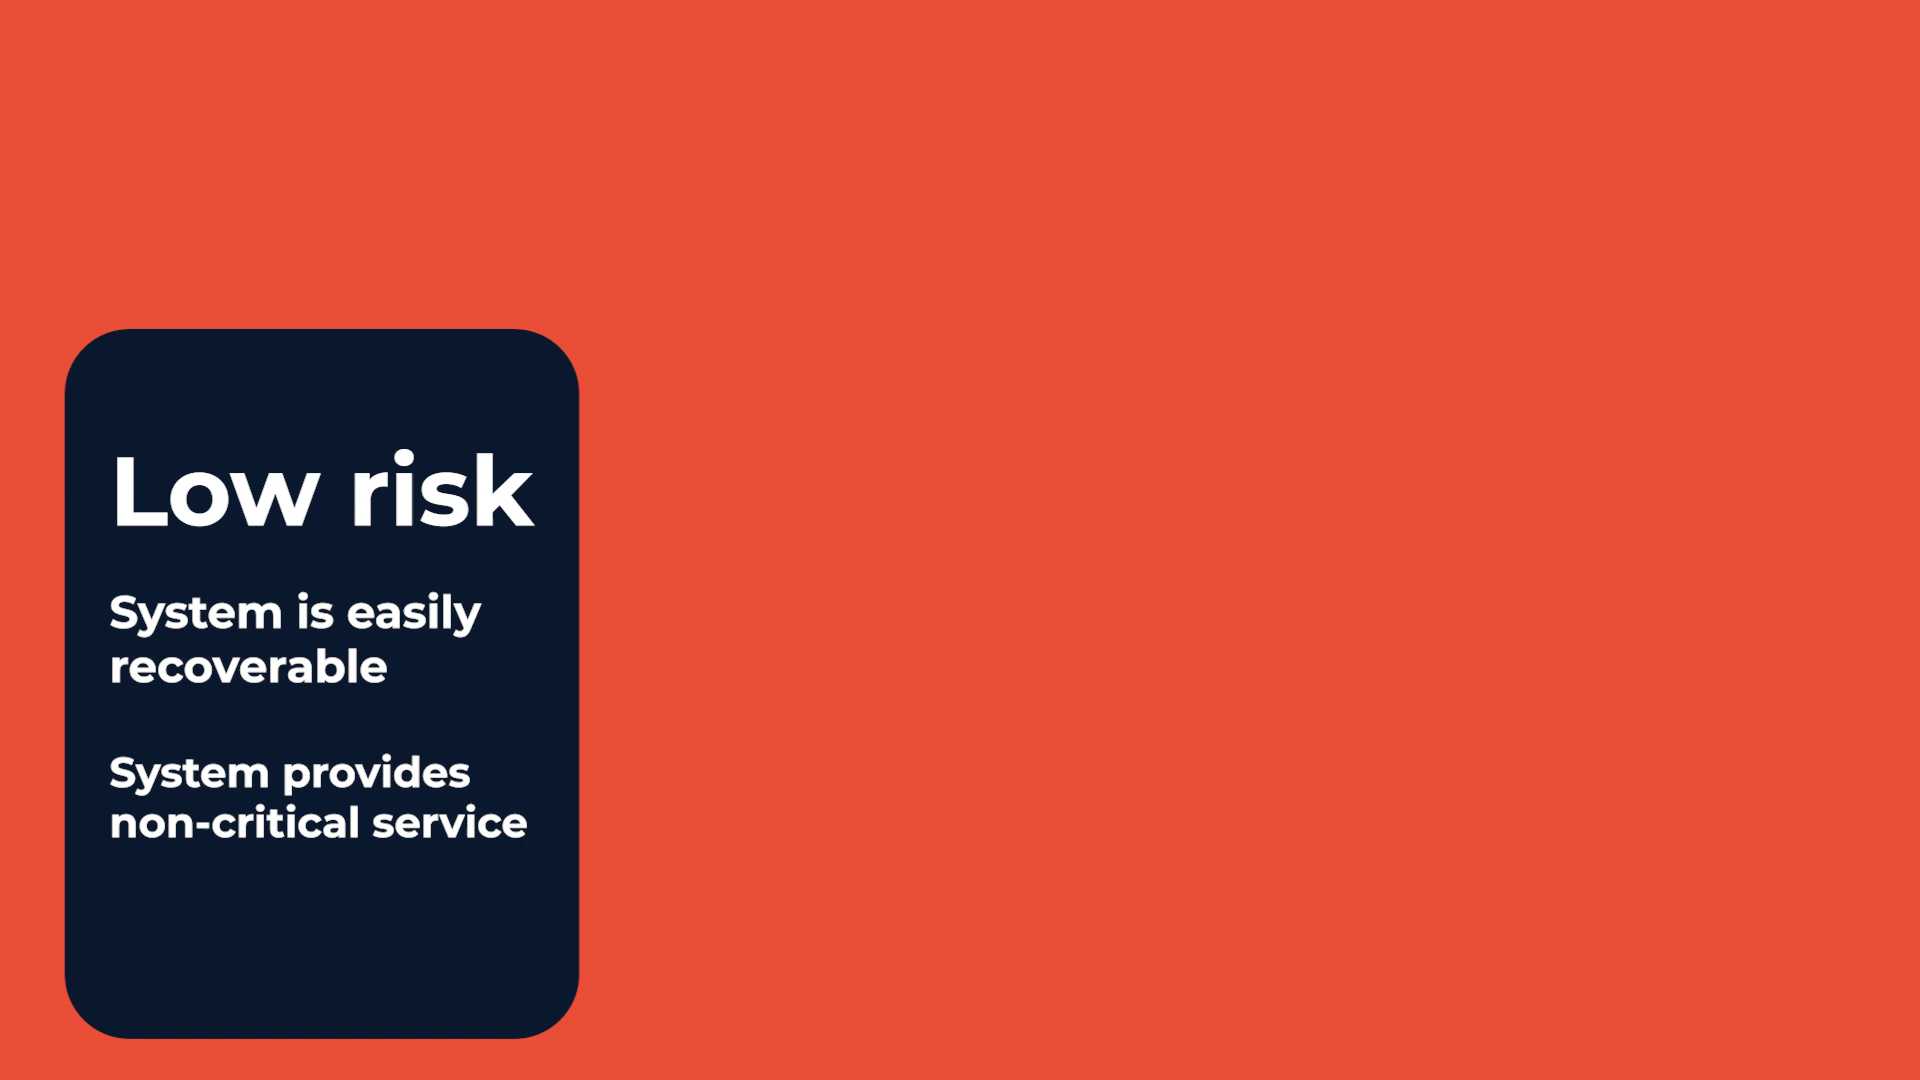 Low risk
System is easily
recoverable
System provides
non-critical service